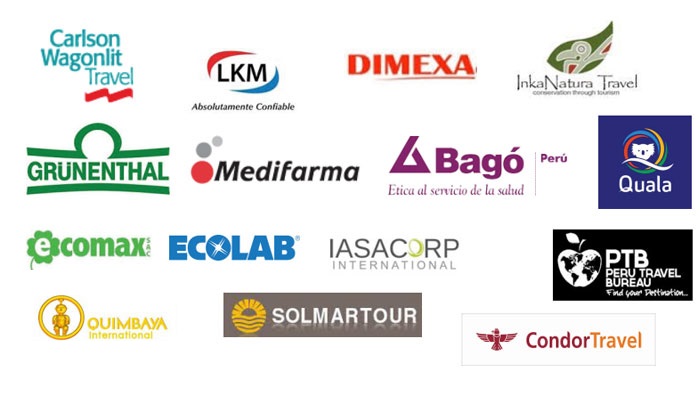 Carlson
Wagonlit
Travel
LKM
Absolutamente Confiable
DIMEXA
InkaNatura Travel
conservation through tourism
GRÜNENTHAL
Medifarma
Bagó
Perú
Etica al servicio de la salud
Quala
ecomax SAC
ECOLAB®
IASACORP
INTERNATIONAL
PTB
PERU TRAVEL
BUREAU
Find your Destination...
QUIMBAYA
International
SOLMARTOUR
CondorTravel